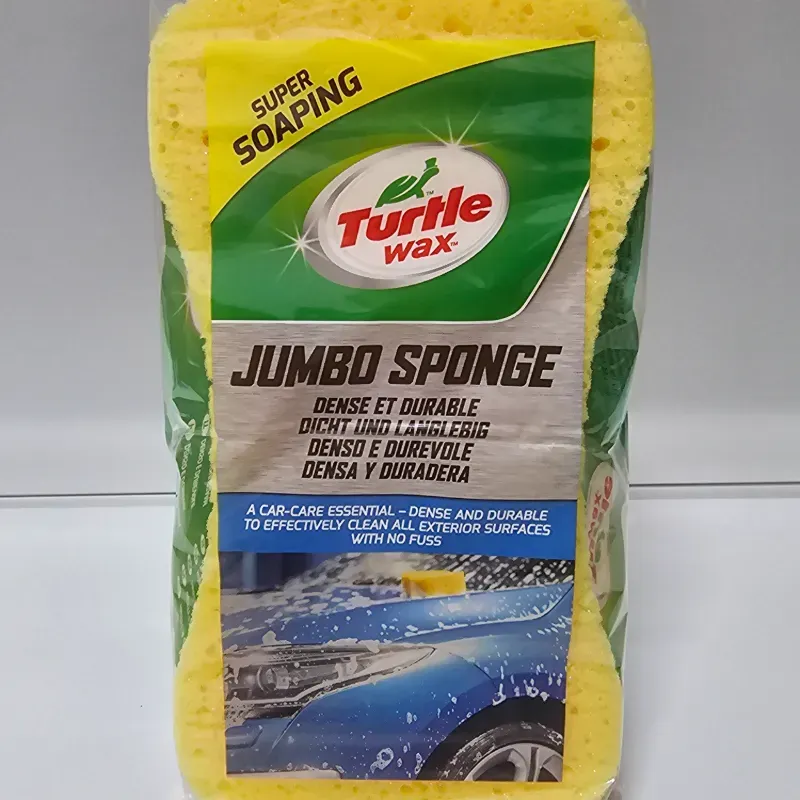 SUPER
SOAPING
Turtle
wax™
JUMBO SPONGE
DENSE ET DURABLE
DICHT UND LANGLEBIG
DENSO E DUREVOLE
DENSA Y DURADERA
A CAR-CARE ESSENTIAL – DENSE AND DURABLE
TO EFFECTIVELY CLEAN ALL EXTERIOR SURFACES
WITH NO FUSS